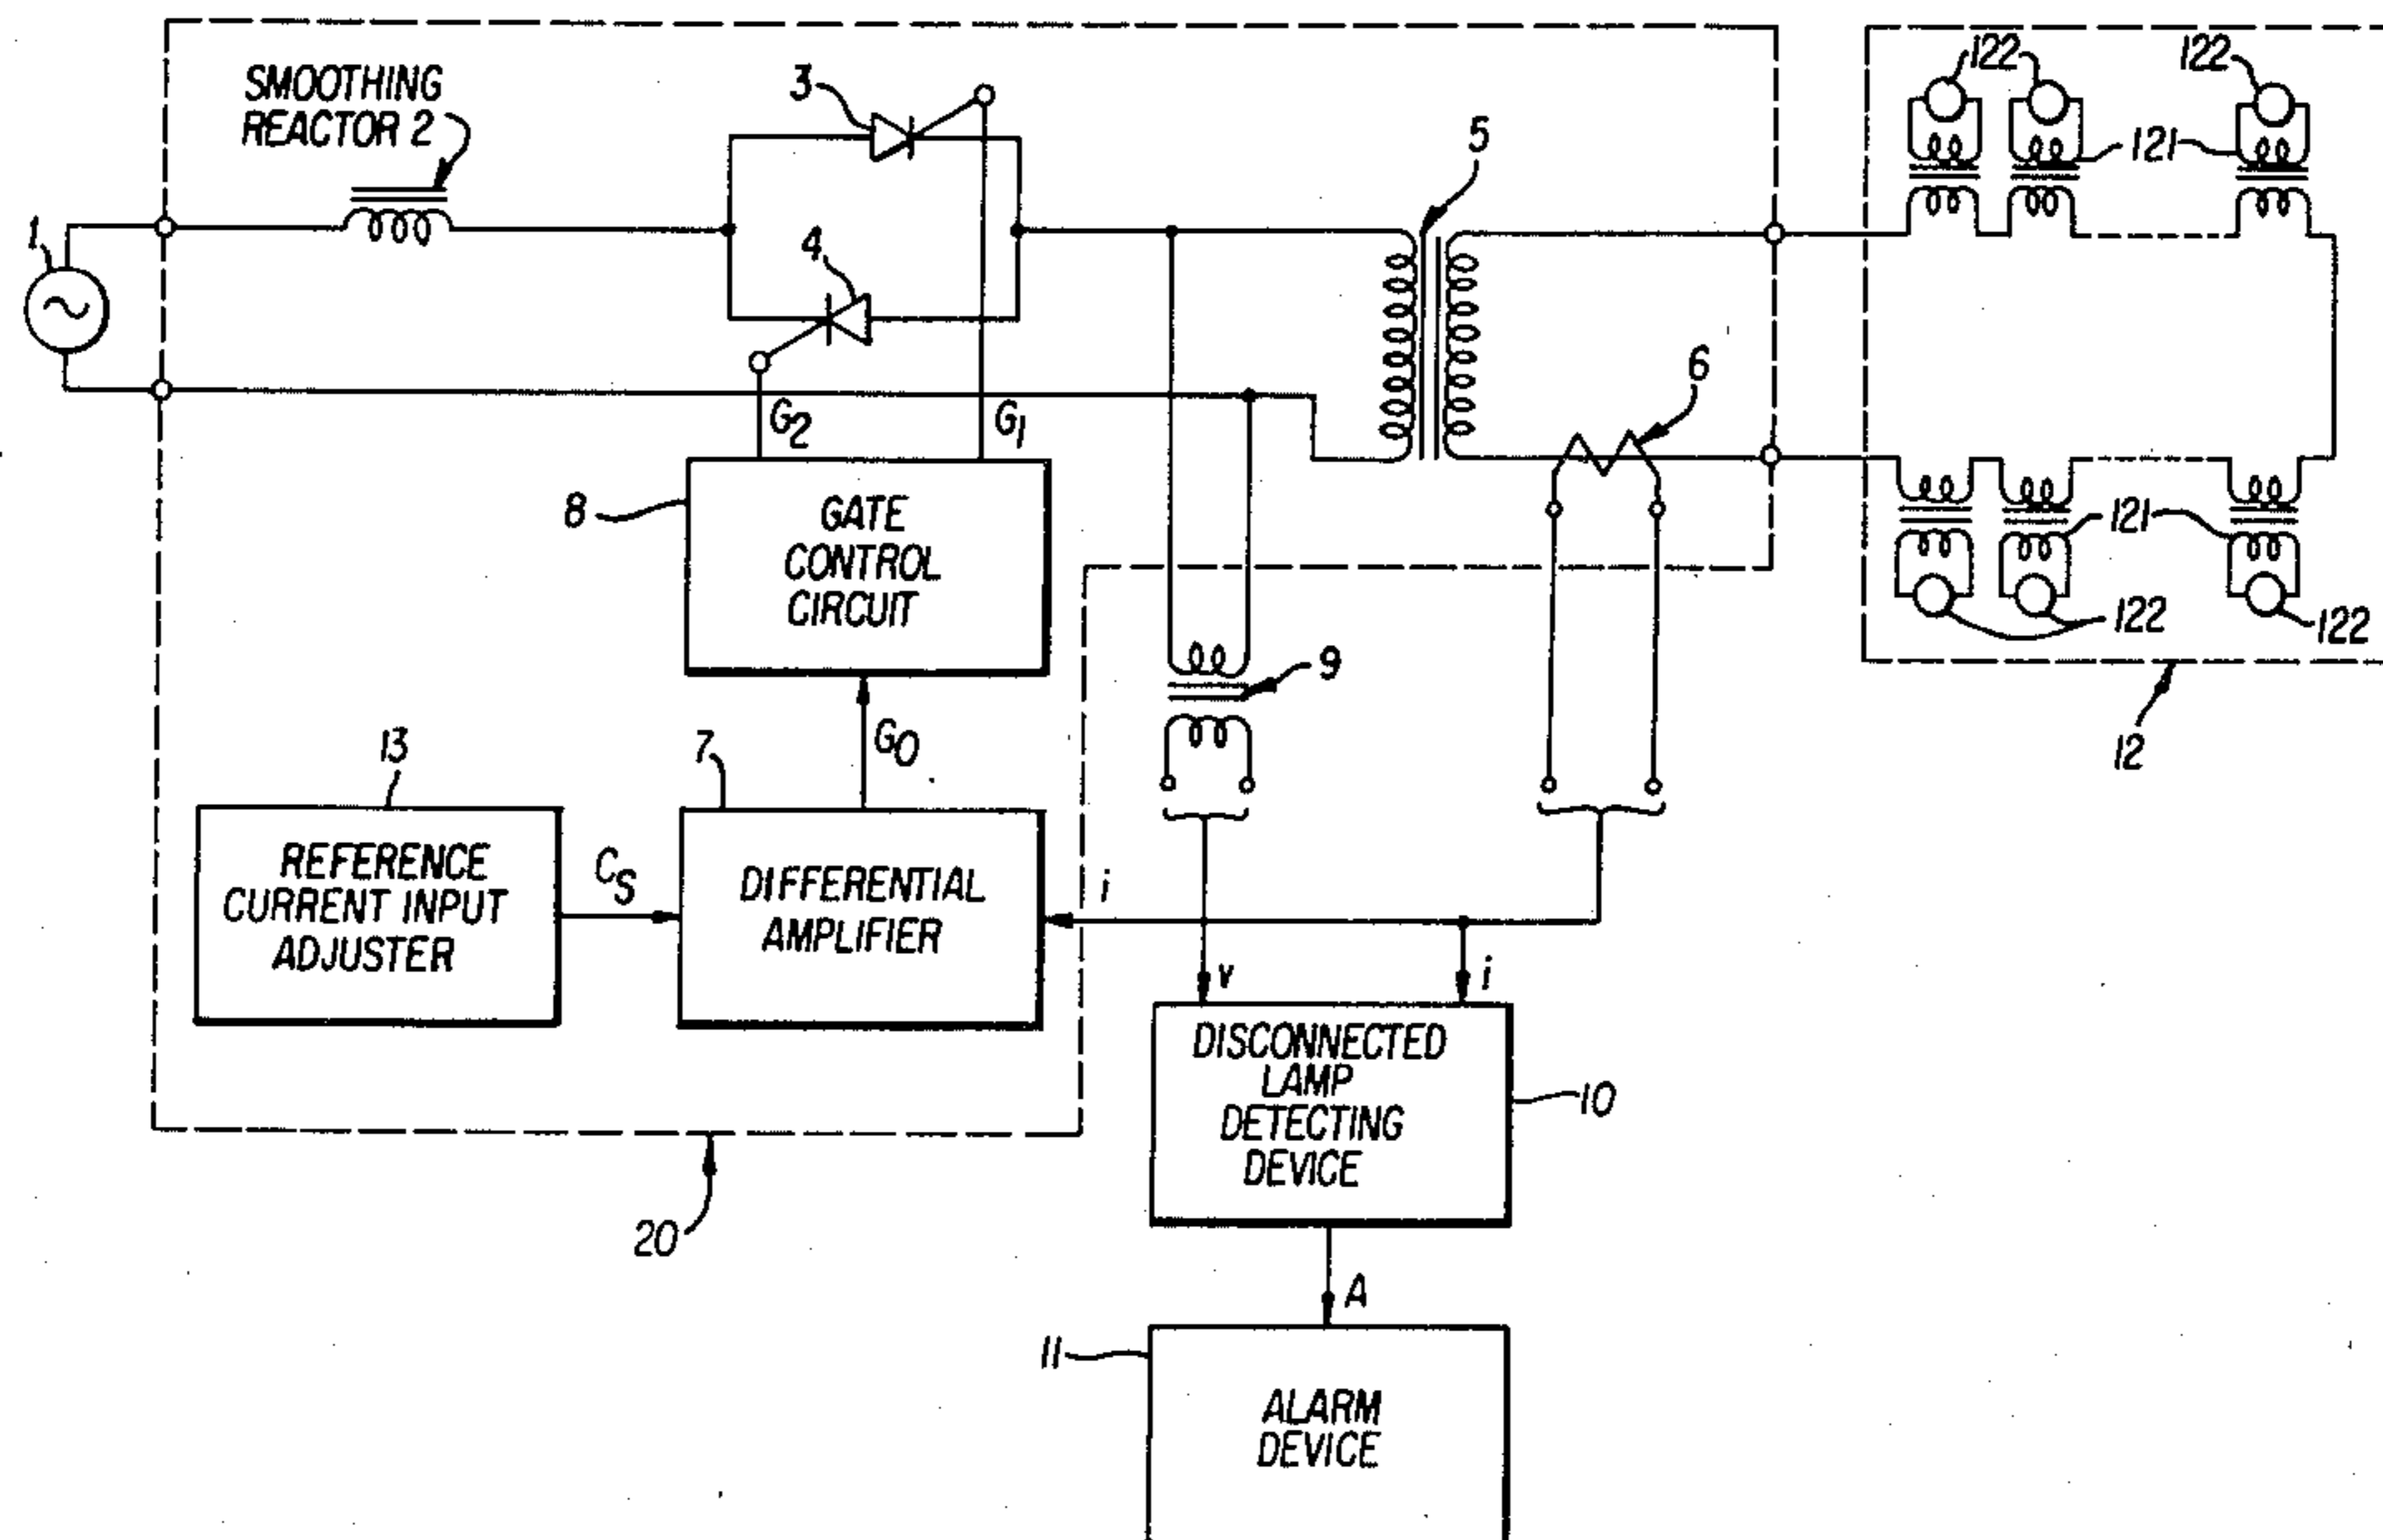 SMOOTHING
REACTOR 2
3
5
122
122
121
1
4
6
G2
G1
8
GATE
CONTROL
CIRCUIT
121
122
122
9
12
13
7
G0
REFERENCE
CURRENT INPUT
ADJUSTER
CS
DIFFERENTIAL
AMPLIFIER
i
v
i
DISCONNECTED
LAMP
DETECTING
DEVICE
10
20
A
11
ALARM
DEVICE